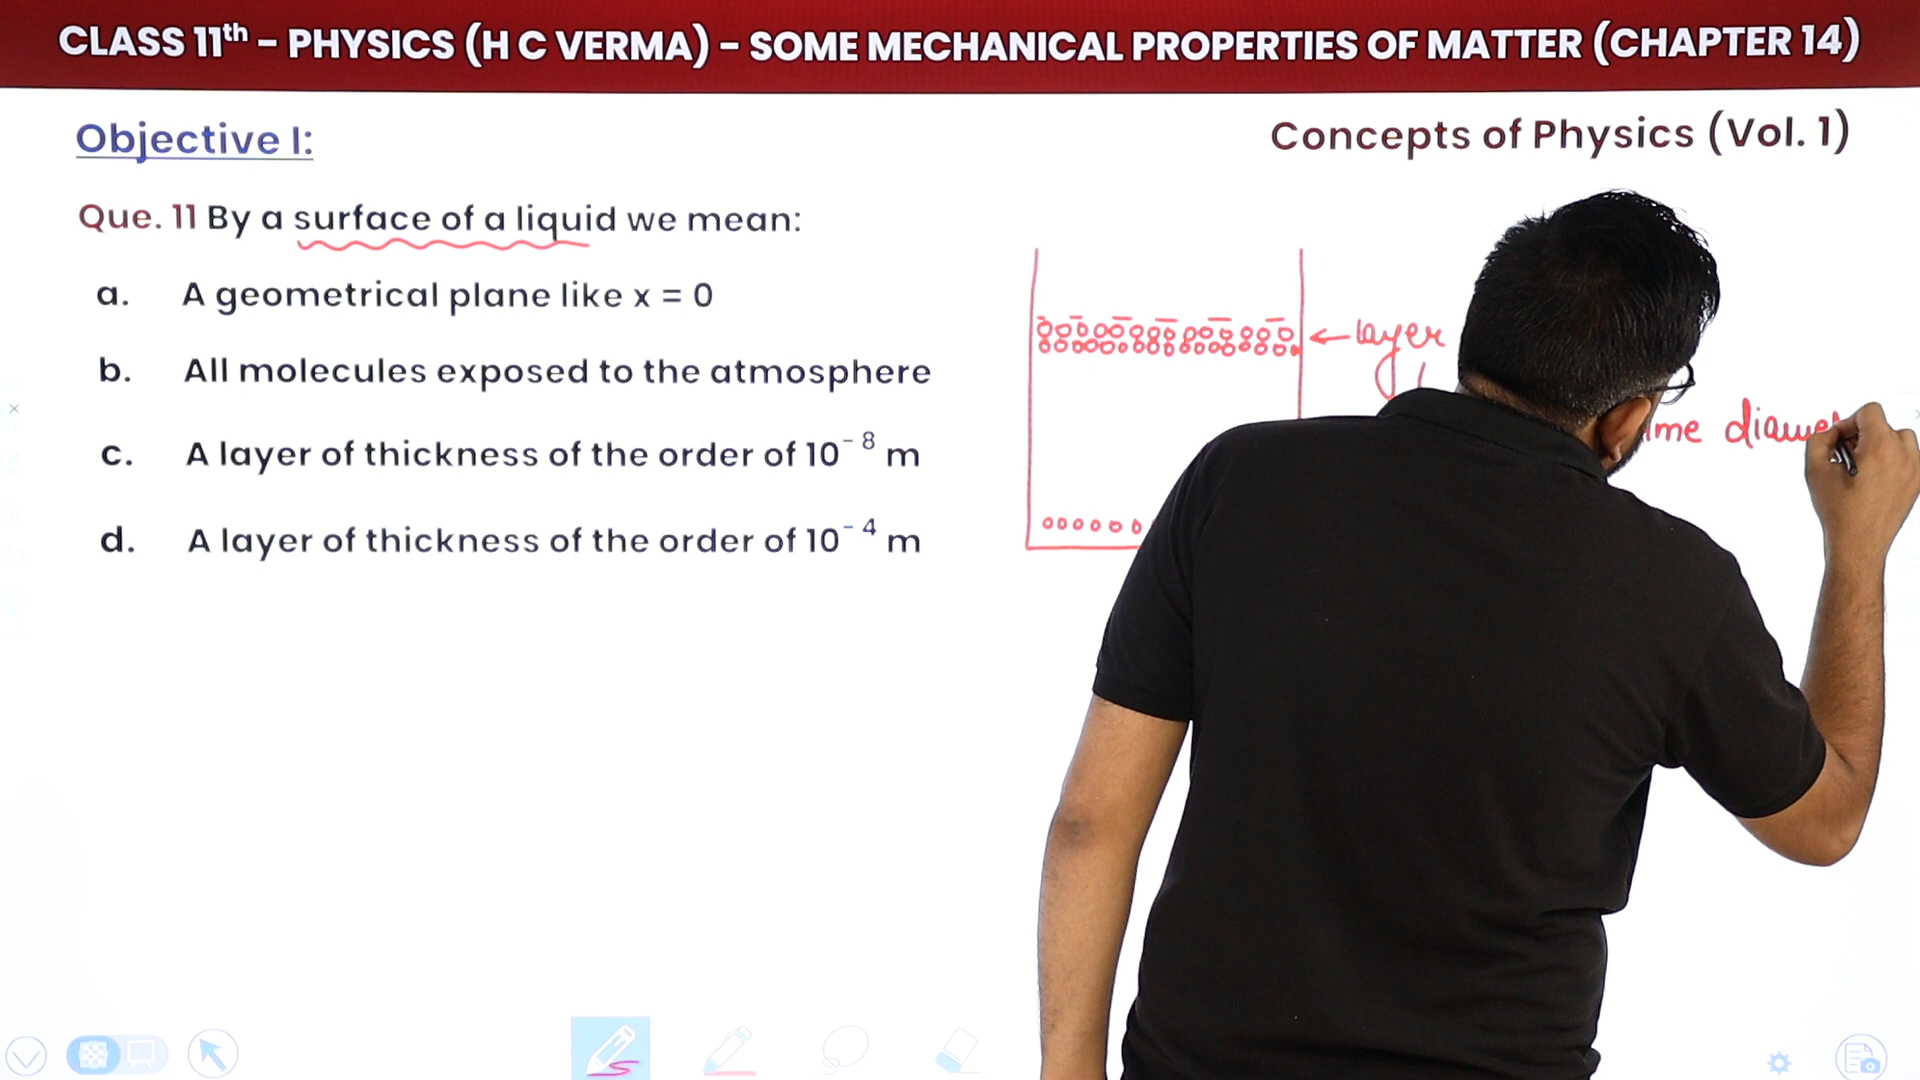 CLASS 11th – PHYSICS (H C VERMA) – SOME MECHANICAL PROPERTIES OF MATTER (CHAPTER 14)
Objective I:
Concepts of Physics (Vol. 1)
Que. 11 By a surface of a liquid we mean:
a. A geometrical plane like x = 0
b. All molecules exposed to the atmosphere
c. A layer of thickness of the order of 10⁻⁸ m
d. A layer of thickness of the order of 10⁻⁴ m
← layer